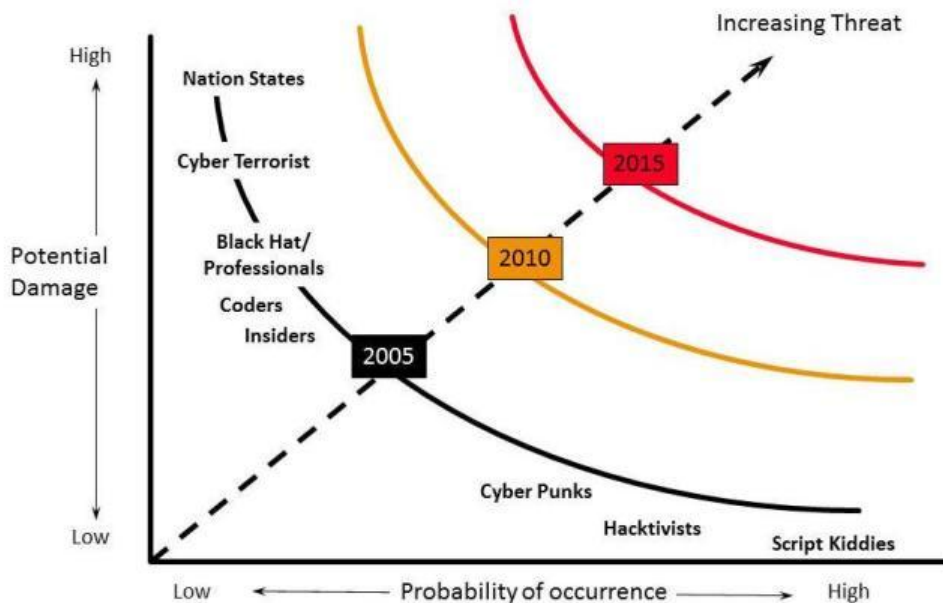 Increasing Threat
High
Nation States
Cyber Terrorist
2015
Black Hat/
Professionals
Potential
Damage
2010
Coders
Insiders
2005
Cyber Punks
Hacktivists
Low
Script Kiddies
Low
Probability of occurrence
High